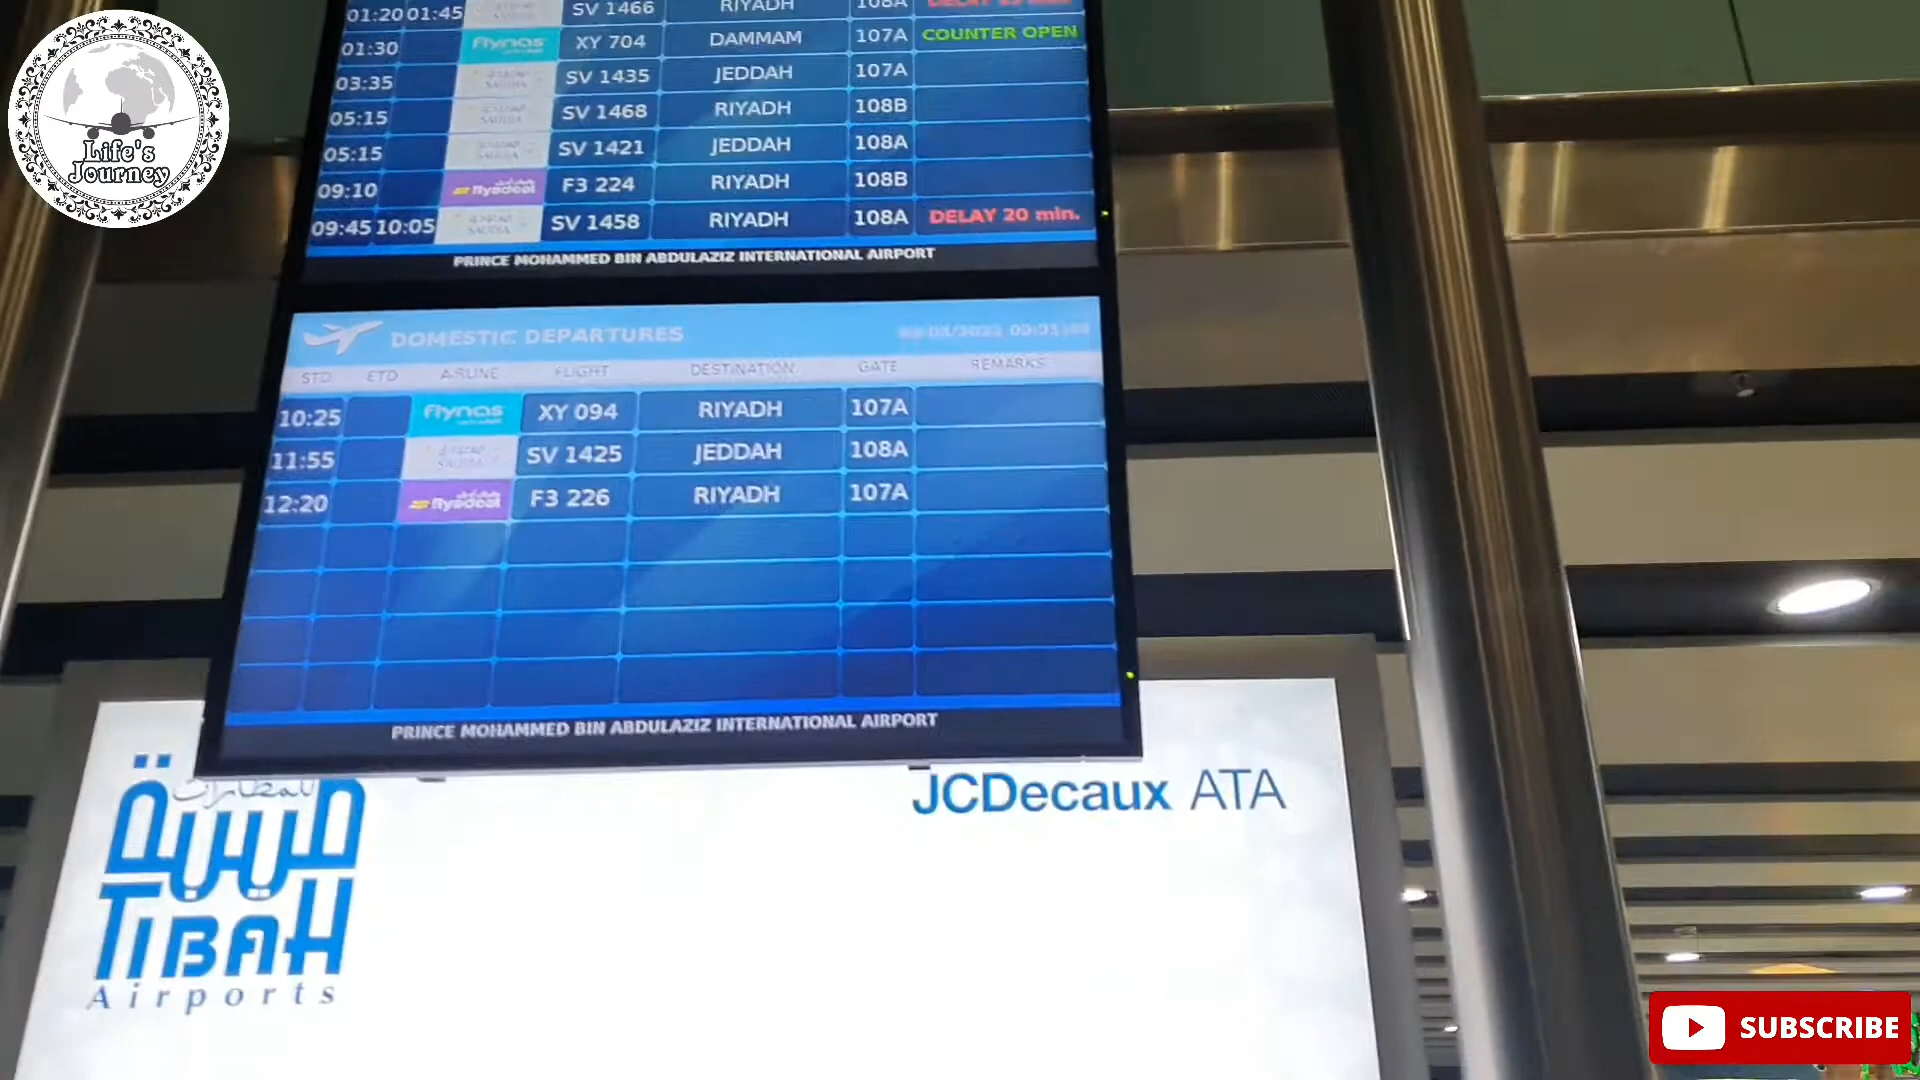 01:20 01:45 SV 1466 RIYADH 108A
01:30 flynas XY 704 DAMMAM 107A COUNTER OPEN
03:35 SAUDIA SV 1435 JEDDAH 107A
05:15 SAUDIA SV 1468 RIYADH 108B
05:15 SAUDIA SV 1421 JEDDAH 108A
09:10 flyadeal F3 224 RIYADH 108B
09:45 10:05 SAUDIA SV 1458 RIYADH 108A DELAY 20 min.
PRINCE MOHAMMED BIN ABDULAZIZ INTERNATIONAL AIRPORT
DOMESTIC DEPARTURES
STD ETD AIRLINE FLIGHT DESTINATION GATE REMARKS
10:25 flynas XY 094 RIYADH 107A
11:55 SAUDIA SV 1425 JEDDAH 108A
12:20 flyadeal F3 226 RIYADH 107A
PRINCE MOHAMMED BIN ABDULAZIZ INTERNATIONAL AIRPORT
طيبة
للمطارات
TIBAH
Airports
JCDecaux ATA
Life's
Journey
SUBSCRIBE